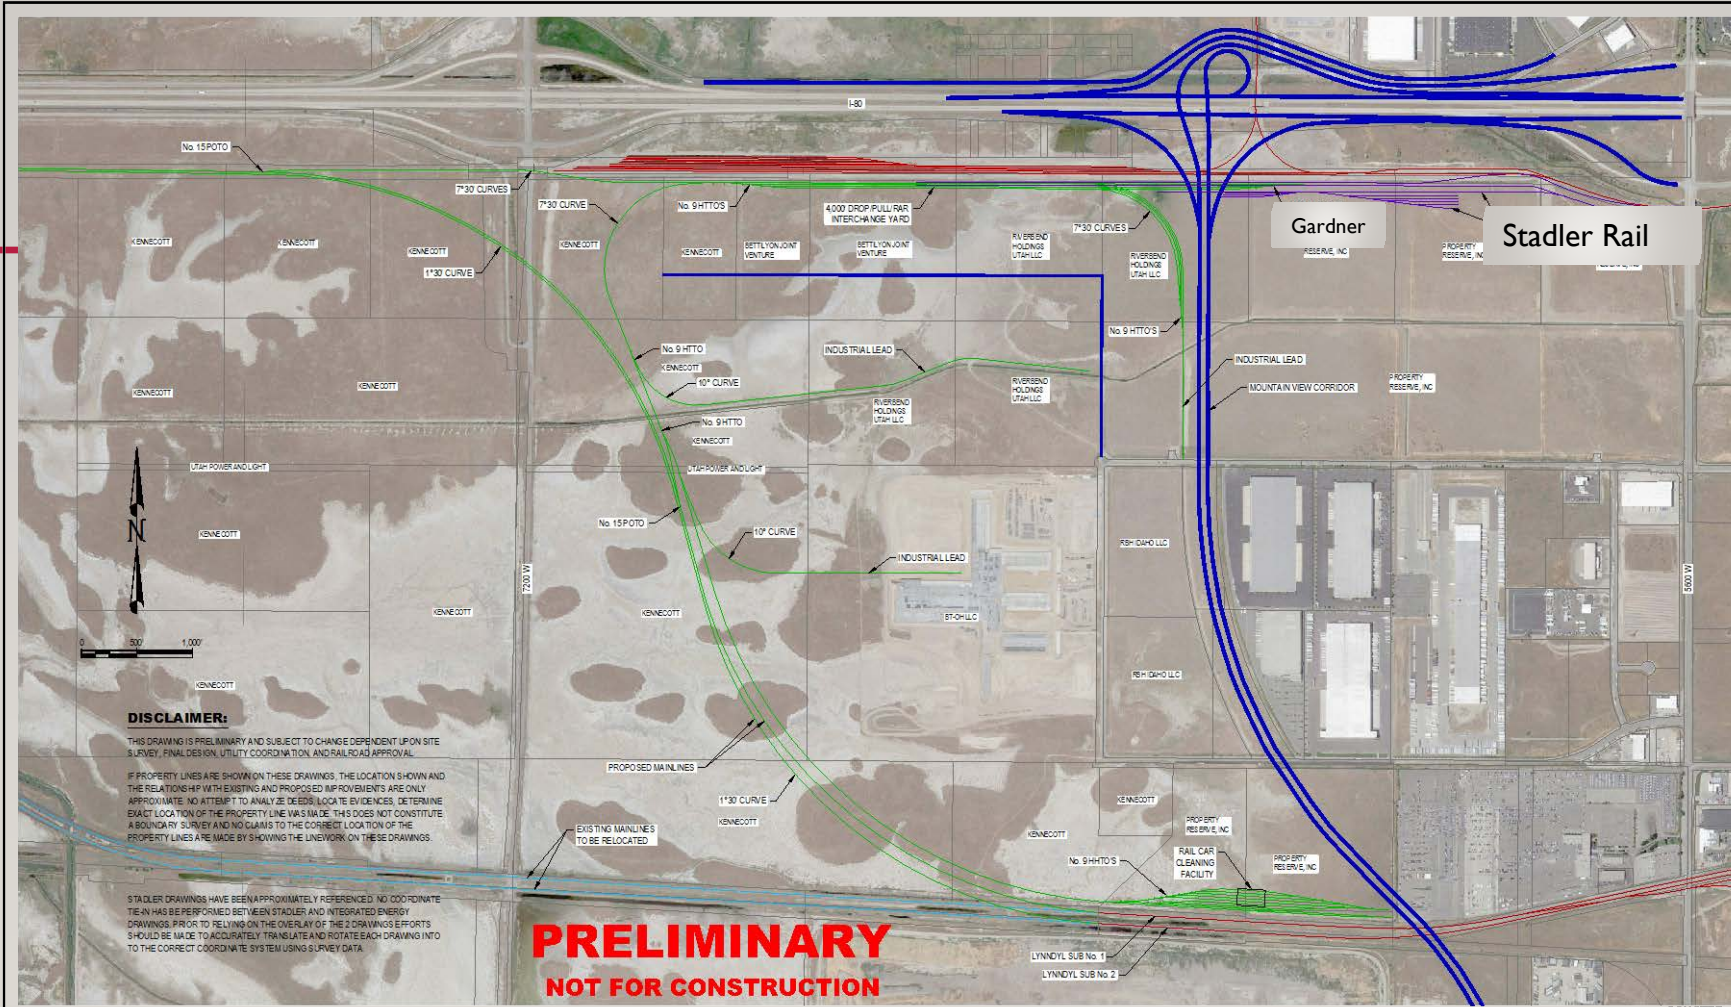 I-80
No. 15 POTO
7°30' CURVES
7°30' CURVE
No. 9 HTTO'S
4,000' DROP/PULL/RAR
INTERCHANGE YARD
7°30' CURVES
Gardner
Stadler Rail
KENNECOTT
KENNECOTT
KENNECOTT
KENNECOTT
KENNECOTT
BETTILYON JOINT
VENTURE
BETTILYON JOINT
VENTURE
RIVERBEND
HOLDINGS
UTAH LLC
RIVERBEND
HOLDINGS
UTAH LLC
RESERVE, INC
PROPERTY
RESERVE, INC
1°30' CURVE
No. 9 HTTO'S
No. 9 HTTO
INDUSTRIAL LEAD
INDUSTRIAL LEAD
KENNECOTT
10° CURVE
KENNECOTT
KENNECOTT
RIVERBEND
HOLDINGS
UTAH LLC
RIVERBEND
HOLDINGS
UTAH LLC
MOUNTAIN VIEW CORRIDOR
PROPERTY
RESERVE, INC
No. 9 HTTO
KENNECOTT
UTAH POWER AND LIGHT
UTAH POWER AND LIGHT
N
KENNECOTT
No. 15 POTO
10° CURVE
INDUSTRIAL LEAD
RSH IDAHO LLC
7200 W
5600 W
KENNECOTT
KENNECOTT
ST-OH LLC
0 500' 1,000'
KENNECOTT
RSH IDAHO LLC
DISCLAIMER:
THIS DRAWING IS PRELIMINARY AND SUBJECT TO CHANGE DEPENDENT UPON SITE
SURVEY, FINAL DESIGN, UTILITY COORDINATION, AND RAILROAD APPROVAL.
IF PROPERTY LINES ARE SHOWN ON THESE DRAWINGS, THE LOCATION SHOWN AND
THE RELATIONSHIP WITH EXISTING AND PROPOSED IMPROVEMENTS ARE ONLY
APPROXIMATE. NO ATTEMPT TO ANALYZE DEEDS, LOCATE EVIDENCES, DETERMINE
EXACT LOCATION OF THE PROPERTY LINE WAS MADE. THIS DOES NOT CONSTITUTE
A BOUNDARY SURVEY AND NO CLAIMS TO THE CORRECT LOCATION OF THE
PROPERTY LINES ARE MADE BY SHOWING THE LINEWORK ON THESE DRAWINGS.
STADLER DRAWINGS HAVE BEEN APPROXIMATELY REFERENCED. NO COORDINATE
TIE-IN HAS BE PERFORMED BETWEEN STADLER AND INTEGRATED ENERGY
DRAWINGS. PRIOR TO RELYING ON THE OVERLAY OF THE 2 DRAWINGS EFFORTS
SHOULD BE MADE TO ACCURATELY TRANSLATE AND ROTATE EACH DRAWING INTO
TO THE CORRECT COORDINATE SYSTEM USING SURVEY DATA
PROPOSED MAINLINES
1°30' CURVE
KENNECOTT
KENNECOTT
EXISTING MAINLINES
TO BE RELOCATED
KENNECOTT
PROPERTY
RESERVE, INC
No. 9 HHTO'S
RAIL CAR
CLEANING
FACILITY
PROPERTY
RESERVE, INC
LYNNDYL SUB No. 1
LYNNDYL SUB No. 2
PRELIMINARY
NOT FOR CONSTRUCTION